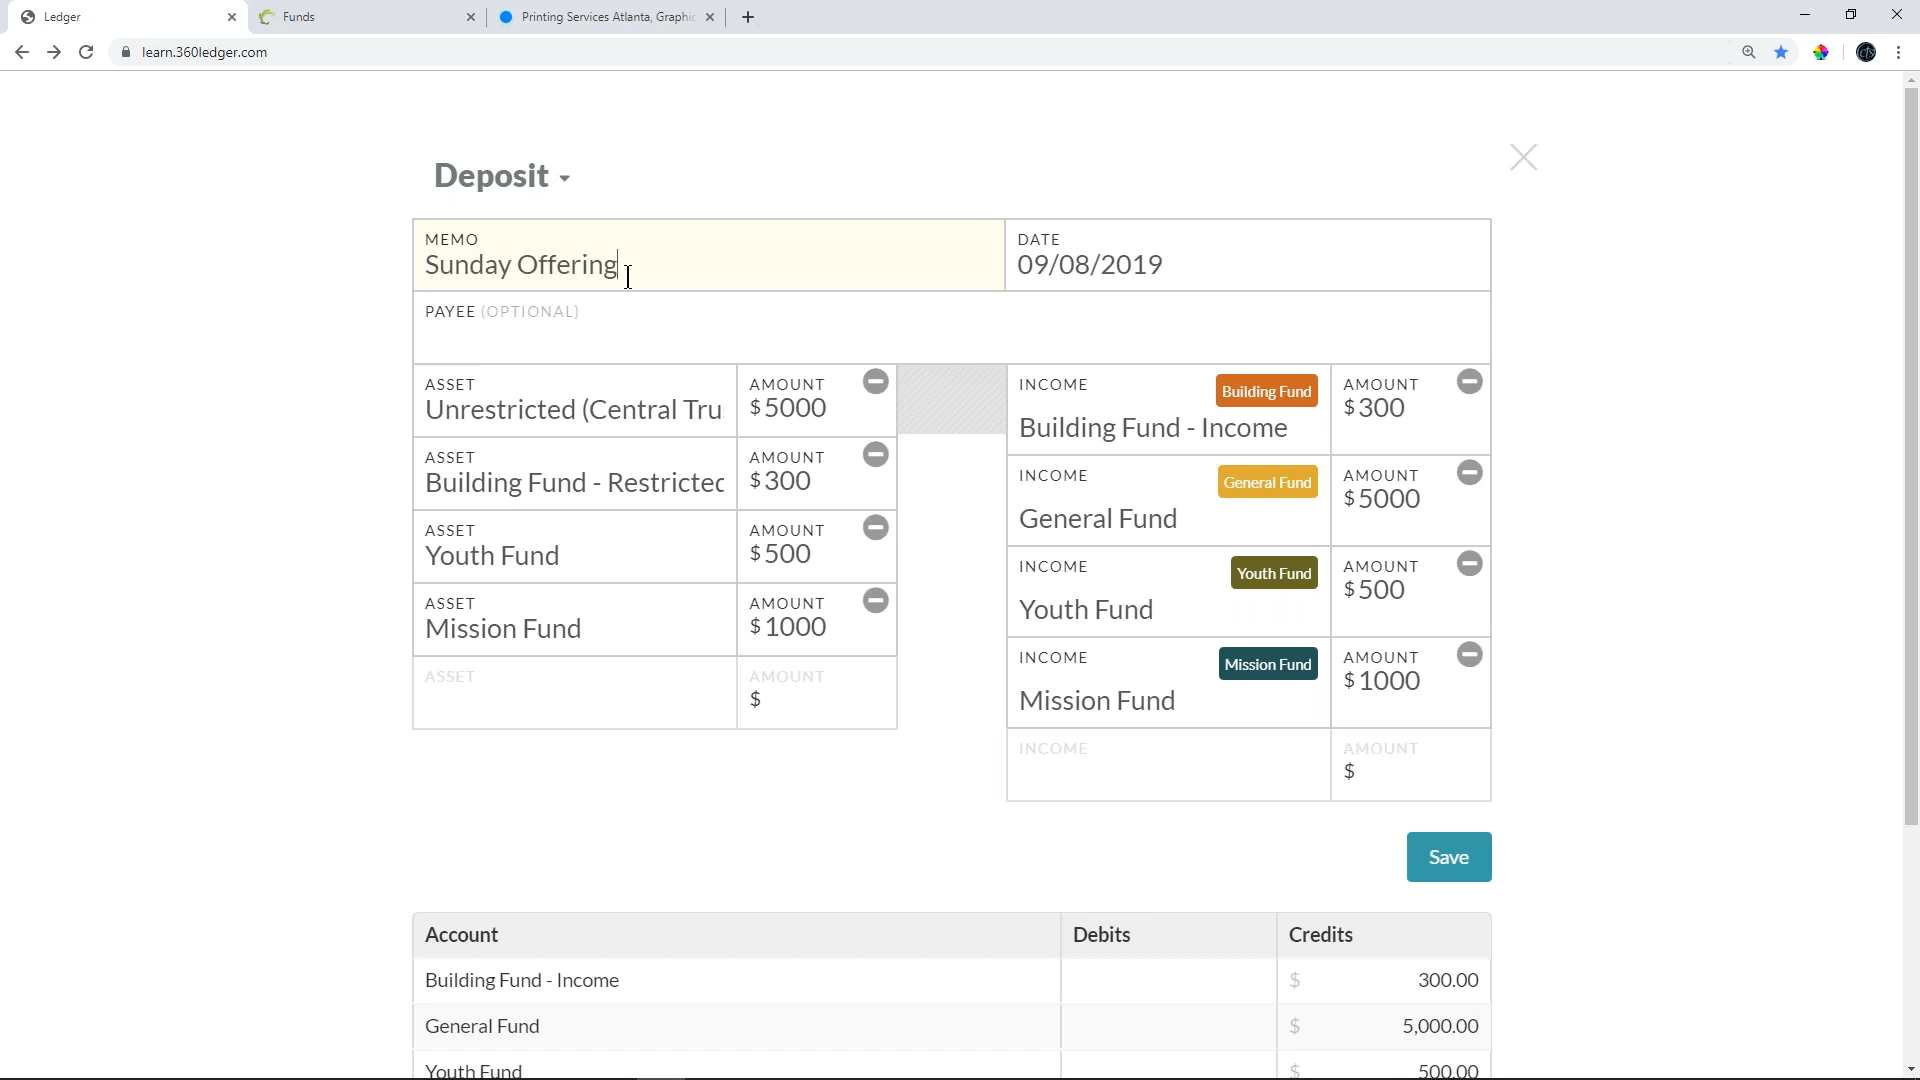 Ledger
Funds
Printing Services Atlanta, Graphic
learn.360ledger.com
Deposit
MEMO
Sunday Offering
DATE
09/08/2019
PAYEE (OPTIONAL)
ASSET
Unrestricted (Central Tru
AMOUNT
$5000
ASSET
Building Fund - Restricted
AMOUNT
$300
ASSET
Youth Fund
AMOUNT
$500
ASSET
Mission Fund
AMOUNT
$1000
ASSET
AMOUNT
$
INCOME
Building Fund
Building Fund - Income
AMOUNT
$300
INCOME
General Fund
General Fund
AMOUNT
$5000
INCOME
Youth Fund
Youth Fund
AMOUNT
$500
INCOME
Mission Fund
Mission Fund
AMOUNT
$1000
INCOME
AMOUNT
$
Save
Account Debits Credits
Building Fund - Income $ 300.00
General Fund $ 5,000.00
Youth Fund $ 500.00